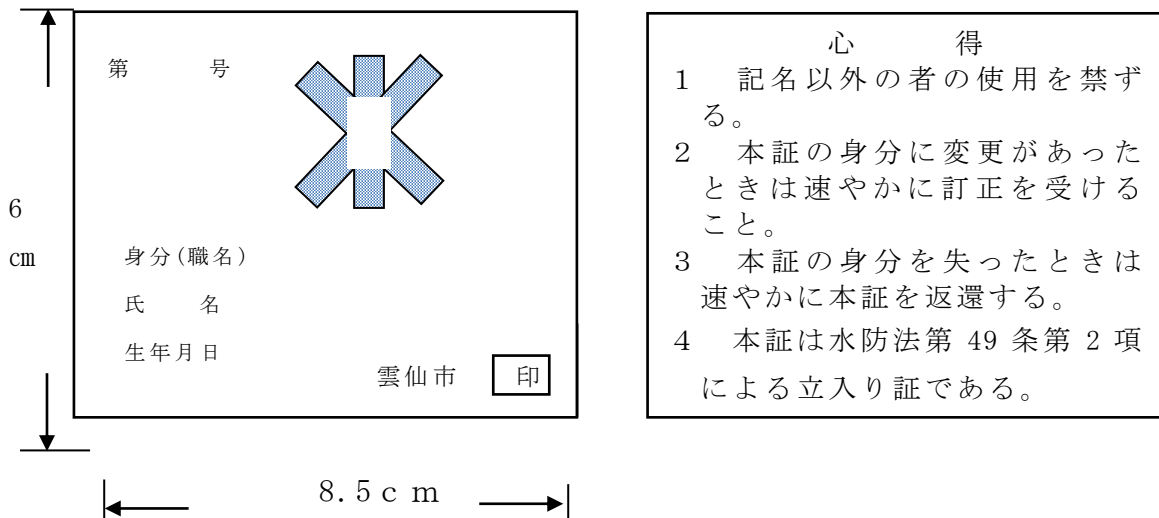 第 号
身分(職名)
氏 名
生年月日
雲仙市 印
6
cm
8.5cm
心 得
1 記名以外の者の使用を禁ず
る。
2 本証の身分に変更があった
ときは速やかに訂正を受ける
こと。
3 本証の身分を失ったときは
速やかに本証を返還する。
4 本証は水防法第 49 条第 2 項
による立入り証である。